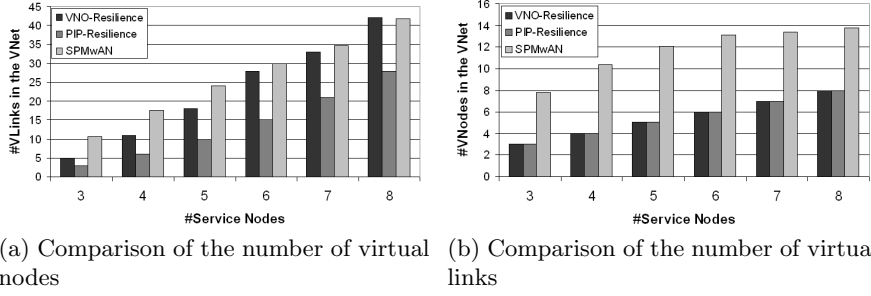 45
40
35
30
25
20
15
10
5
0
#VLinks in the VNet
VNO-Resilience
PIP-Resilience
SPMwAN
3 4 5 6 7 8
#Service Nodes
(a) Comparison of the number of virtual
nodes
16
14
12
10
8
6
4
2
0
#VNodes in the VNet
VNO-Resilience
PIP-Resilience
SPMwAN
3 4 5 6 7 8
#Service Nodes
(b) Comparison of the number of virtua
links